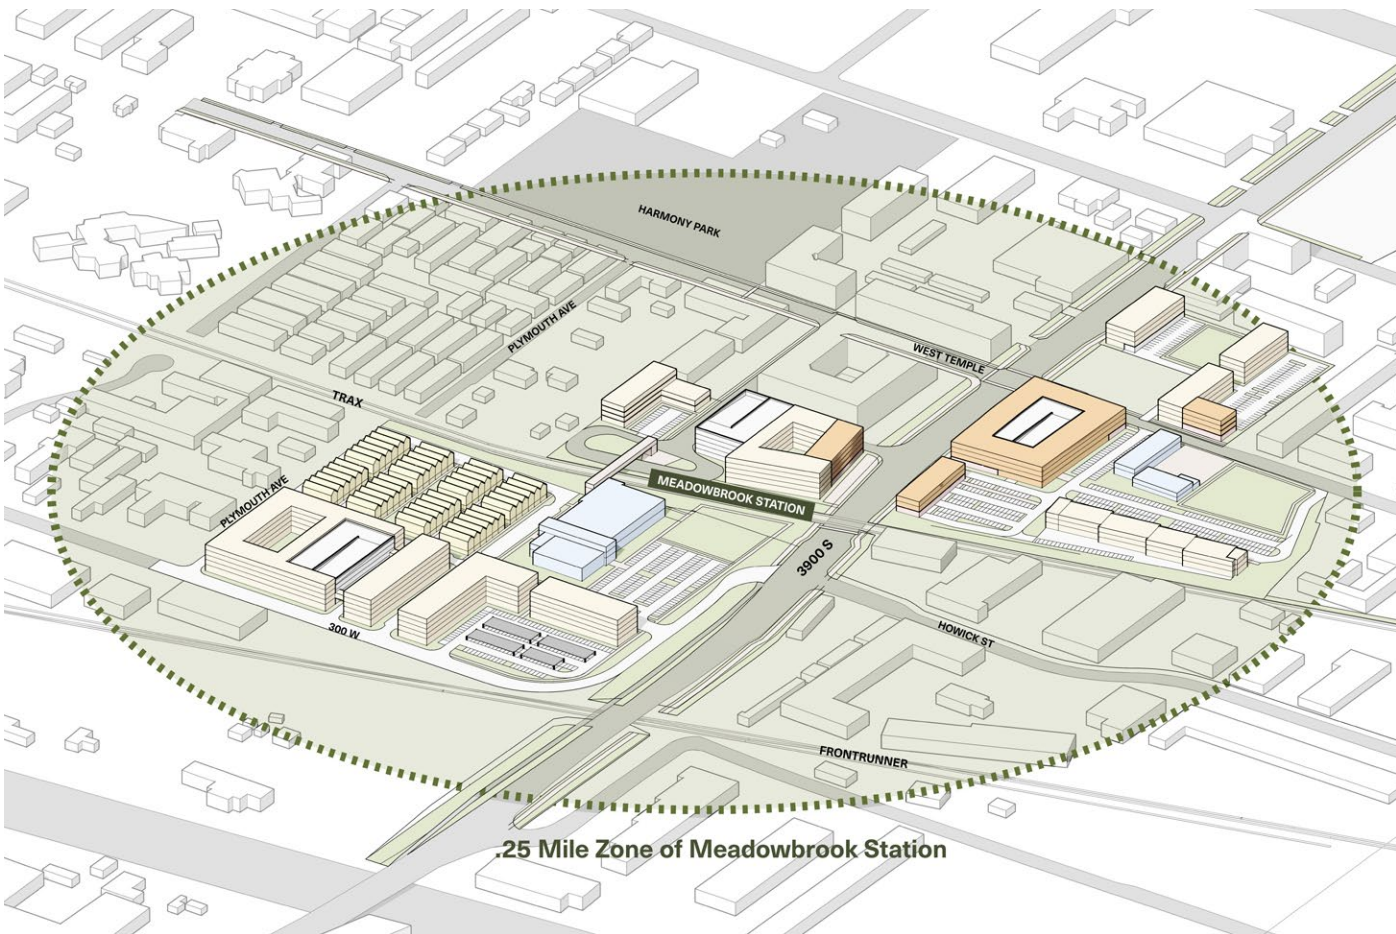 HARMONY PARK
PLYMOUTH AVE
WEST TEMPLE
TRAX
MEADOWBROOK STATION
PLYMOUTH AVE
3900 S
300 W
HOWICK ST
FRONTRUNNER
.25 Mile Zone of Meadowbrook Station